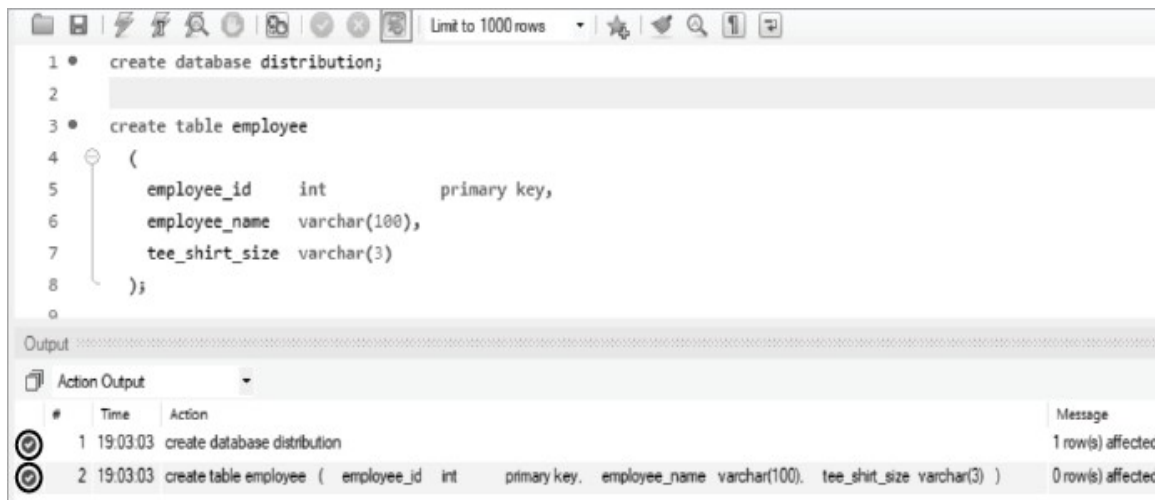 Limit to 1000 rows
1 create database distribution;
2
3 create table employee
4 (
5 employee_id int primary key,
6 employee_name varchar(100),
7 tee_shirt_size varchar(3)
8 );
9
Output
Action Output
# Time Action Message
1 19:03:03 create database distribution 1 row(s) affected
2 19:03:03 create table employee ( employee_id int primary key, employee_name varchar(100), tee_shirt_size varchar(3) ) 0 row(s) affected